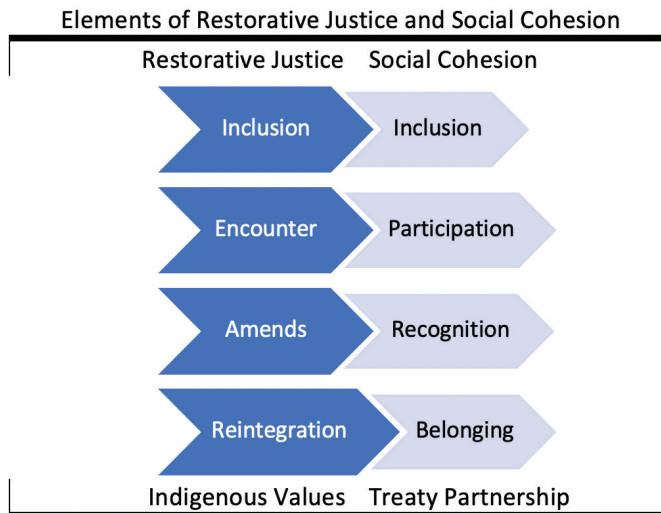 Elements of Restorative Justice and Social Cohesion
Restorative Justice Social Cohesion
Inclusion Inclusion
Encounter Participation
Amends Recognition
Reintegration Belonging
Indigenous Values Treaty Partnership